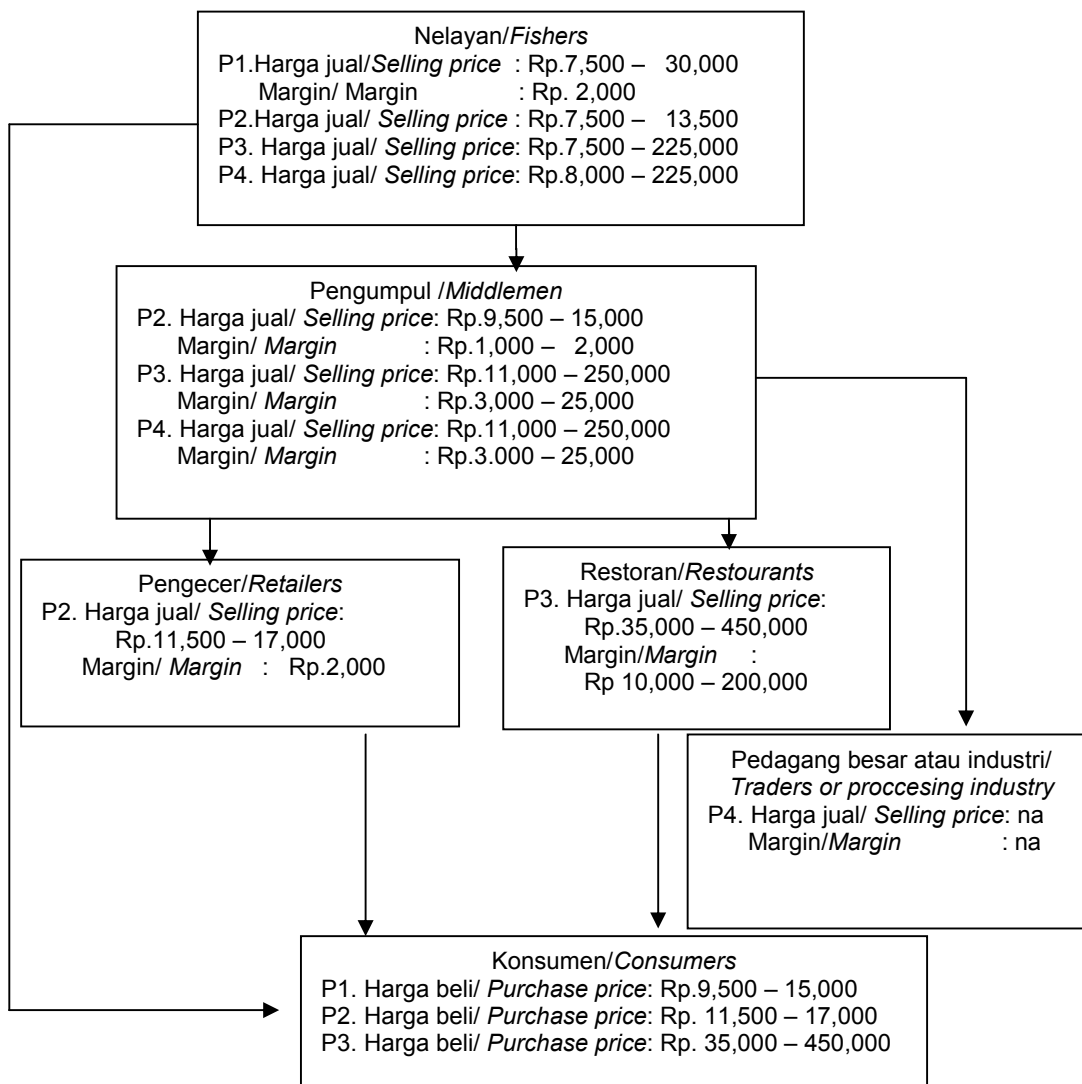 Nelayan/Fishers
P1.Harga jual/Selling price : Rp.7,500 – 30,000
Margin/ Margin : Rp. 2,000
P2.Harga jual/ Selling price : Rp.7,500 – 13,500
P3. Harga jual/ Selling price: Rp.7,500 – 225,000
P4. Harga jual/ Selling price: Rp.8,000 – 225,000
Pengumpul /Middlemen
P2. Harga jual/ Selling price: Rp.9,500 – 15,000
Margin/ Margin : Rp.1,000 – 2,000
P3. Harga jual/ Selling price: Rp.11,000 – 250,000
Margin/ Margin : Rp.3,000 – 25,000
P4. Harga jual/ Selling price: Rp.11,000 – 250,000
Margin/ Margin : Rp.3.000 – 25,000
Pengecer/Retailers
P2. Harga jual/ Selling price:
Rp.11,500 – 17,000
Margin/ Margin : Rp.2,000
Restoran/Restourants
P3. Harga jual/ Selling price:
Rp.35,000 – 450,000
Margin/Margin :
Rp 10,000 – 200,000
Pedagang besar atau industri/
Traders or proccesing industry
P4. Harga jual/ Selling price: na
Margin/Margin : na
Konsumen/Consumers
P1. Harga beli/ Purchase price: Rp.9,500 – 15,000
P2. Harga beli/ Purchase price: Rp. 11,500 – 17,000
P3. Harga beli/ Purchase price: Rp. 35,000 – 450,000